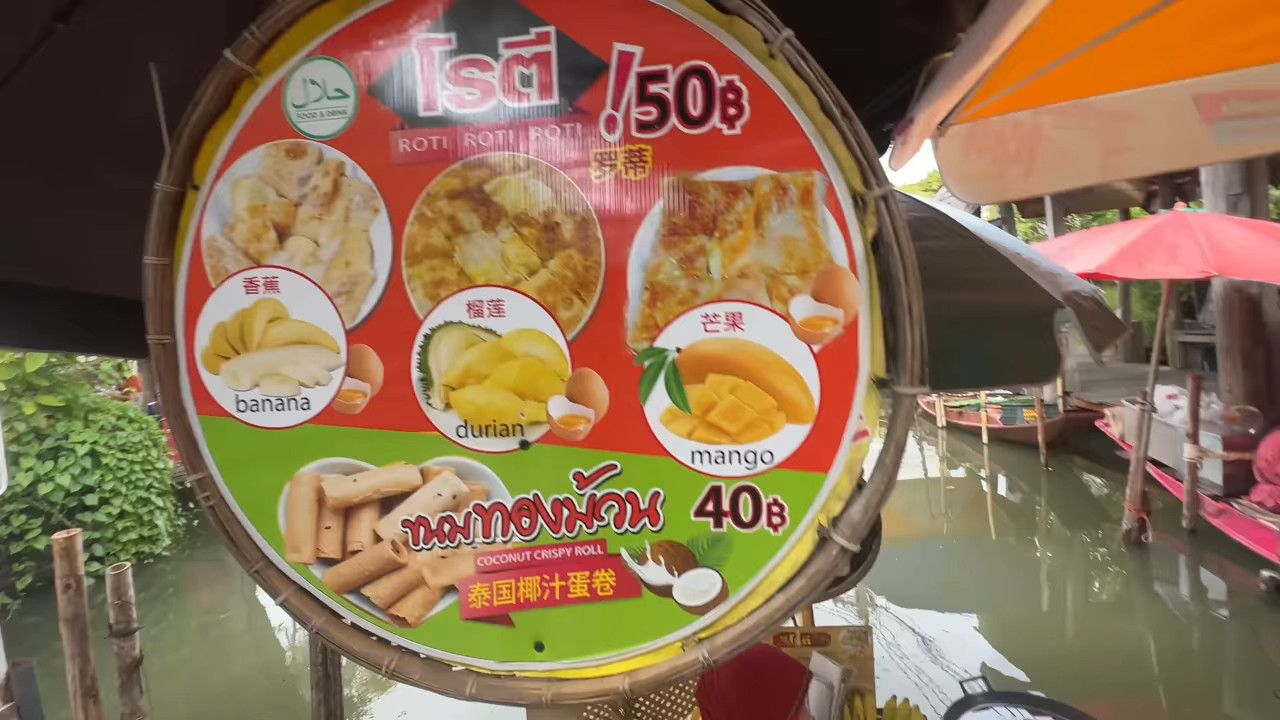 حلال
FOOD & DRINK
โรตี
ROTI ROTI ROTI
!50฿
罗蒂
香蕉
banana
榴莲
durian
芒果
mango
ขนมทองม้วน
40฿
COCONUT CRISPY ROLL
泰国椰汁蛋卷